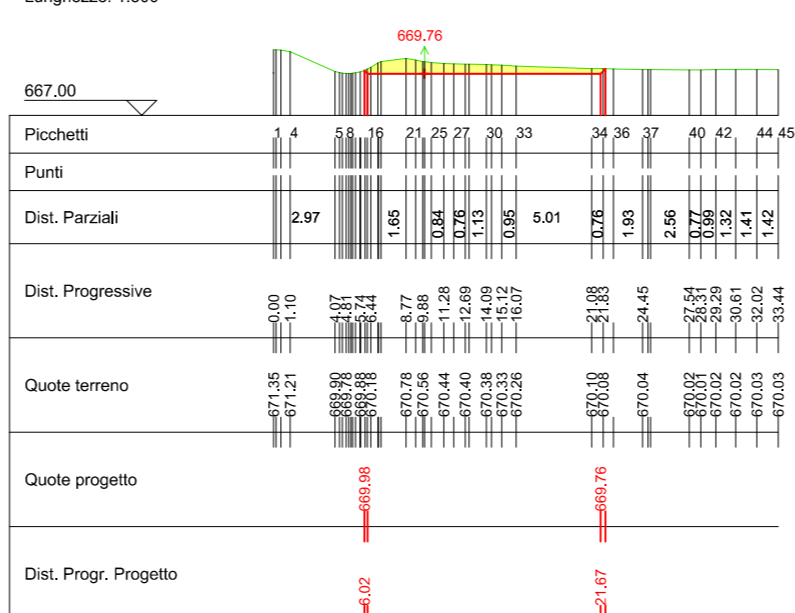 669.76
667.00
Picchetti 1 4 5 8 16 21 25 27 30 33 34 36 37 40 42 44 45
Punti
Dist. Parziali 2.97 1.65 0.84 0.76 1.13 0.95 5.01 0.76 1.93 2.56 0.77 0.99 1.32 1.41 1.42
Dist. Progressive 0.00 1.10 4.07 4.81 5.74 6.44 8.77 9.88 11.28 12.69 14.09 15.12 16.07 21.08 21.83 24.45 27.54 28.31 29.29 30.61 32.02 33.44
Quote terreno 671.35 671.21 669.90 669.78 669.88 670.18 670.78 670.56 670.44 670.40 670.38 670.33 670.26 670.10 670.08 670.04 670.02 670.01 670.02 670.02 670.03 670.03
Quote progetto 669.98 669.76
Dist. Progr. Progetto 6.02 21.67